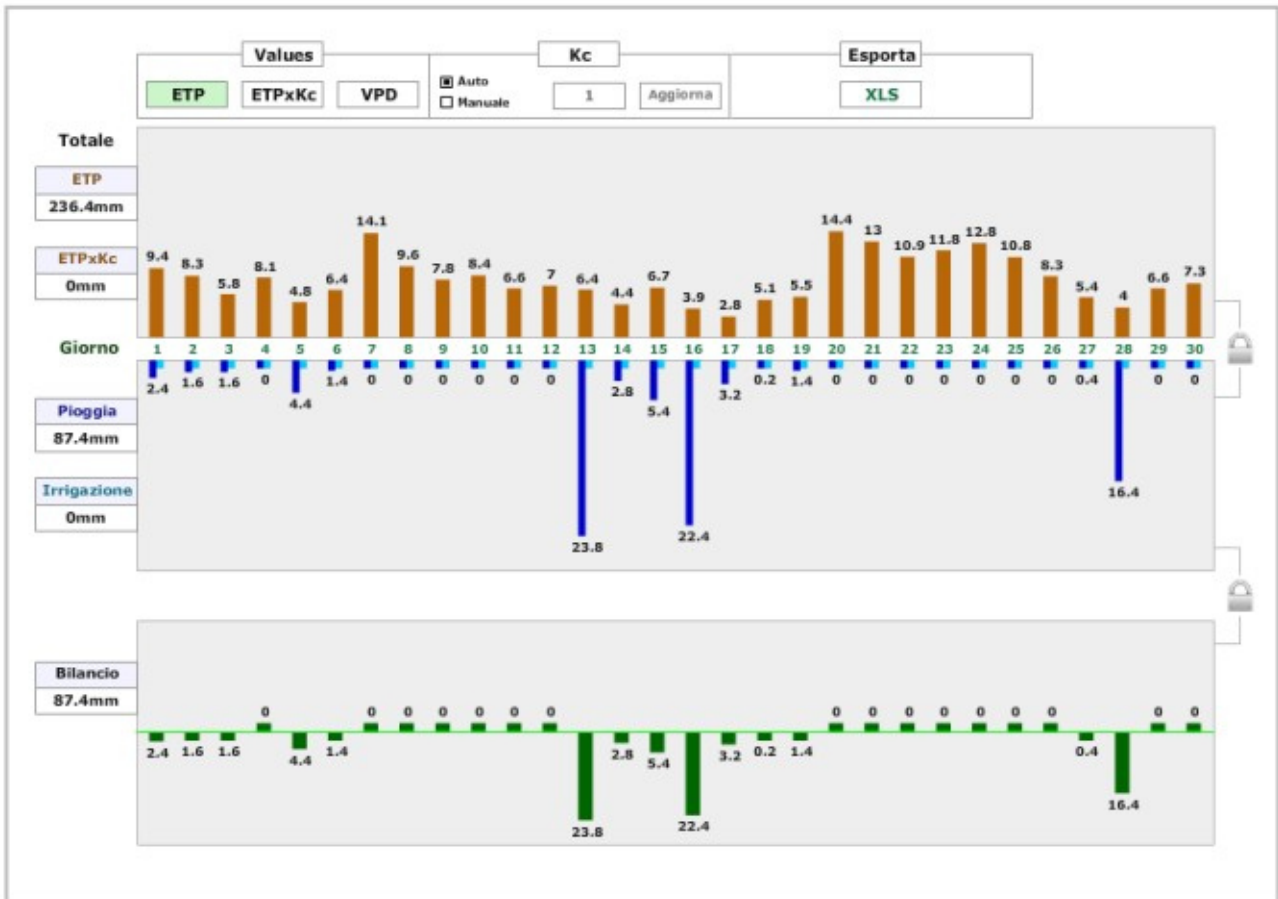 Values Kc Esporta
ETP ETPxKc VPD Auto Manuale 1 Aggiorna XLS
Totale
ETP
236.4mm
ETPxKc
0mm
9.4 8.3 5.8 8.1 4.8 6.4 14.1 9.6 7.8 8.4 6.6 7 6.4 4.4 6.7 3.9 2.8 5.1 5.5 14.4 13 10.9 11.8 12.8 10.8 8.3 5.4 4 6.6 7.3
Giorno 1 2 3 4 5 6 7 8 9 10 11 12 13 14 15 16 17 18 19 20 21 22 23 24 25 26 27 28 29 30
2.4 1.6 1.6 0 4.4 1.4 0 0 0 0 0 0 23.8 2.8 5.4 22.4 3.2 0.2 1.4 0 0 0 0 0 0 0 0.4 16.4 0 0
Pioggia
87.4mm
Irrigazione
0mm
Bilancio
87.4mm
2.4 1.6 1.6 0 4.4 1.4 0 0 0 0 0 0 23.8 2.8 5.4 22.4 3.2 0.2 1.4 0 0 0 0 0 0 0 0.4 16.4 0 0